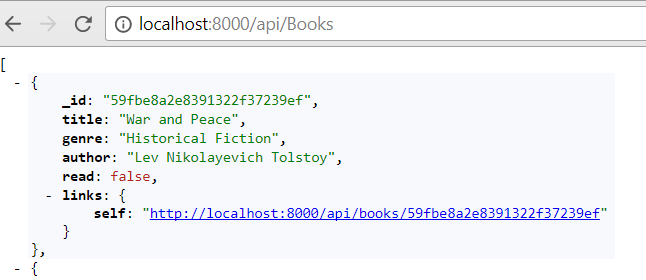 localhost:8000/api/Books
[
- {
_id: "59fbe8a2e8391322f37239ef",
title: "War and Peace",
genre: "Historical Fiction",
author: "Lev Nikolayevich Tolstoy",
read: false,
- links: {
self: "http://localhost:8000/api/books/59fbe8a2e8391322f37239ef"
}
},
- {